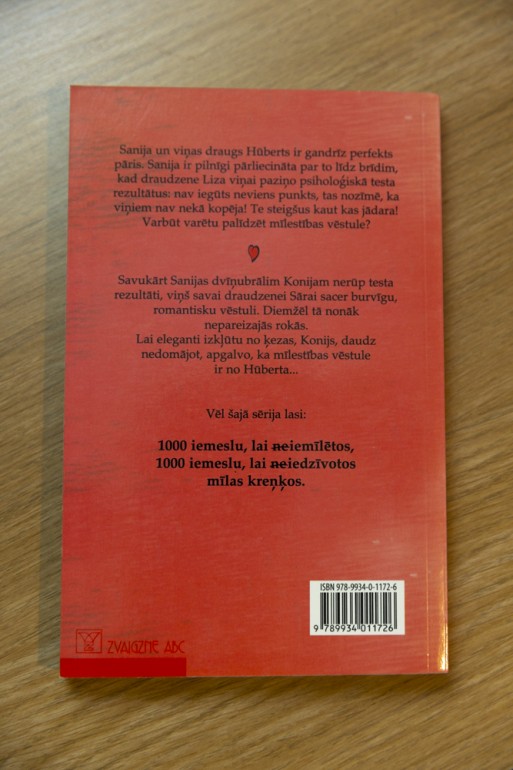 Sanija un viņas draugs Hūberts ir gandrīz perfekts
pāris. Sanija ir pilnīgi pārliecināta par to līdz brīdim,
kad draudzene Liza viņai paziņo psiholoģiskā testa
rezultātus: nav iegūts neviens punkts, tas nozīmē, ka
viņiem nav nekā kopēja! Te steigšus kaut kas jādara!
Varbūt varētu palīdzēt mīlestības vēstule?
Savukārt Sanijas dvīņubrālim Konijam nerūp testa
rezultāti, viņš savai draudzenei Sārai sacer burvīgu,
romantisku vēstuli. Diemžēl tā nonāk
nepareizajās rokās.
Lai eleganti izkļūtu no ķezas, Konijs, daudz
nedomājot, apgalvo, ka mīlestības vēstule
ir no Hūberta...
Vēl šajā sērija lasi:
1000 iemeslu, lai neiemīlētos,
1000 iemeslu, lai neiedzīvotos
mīlas kreņķos.
ISBN 978-9934-0-1172-6
9 789934 011726
ZVAIGZNE ABC